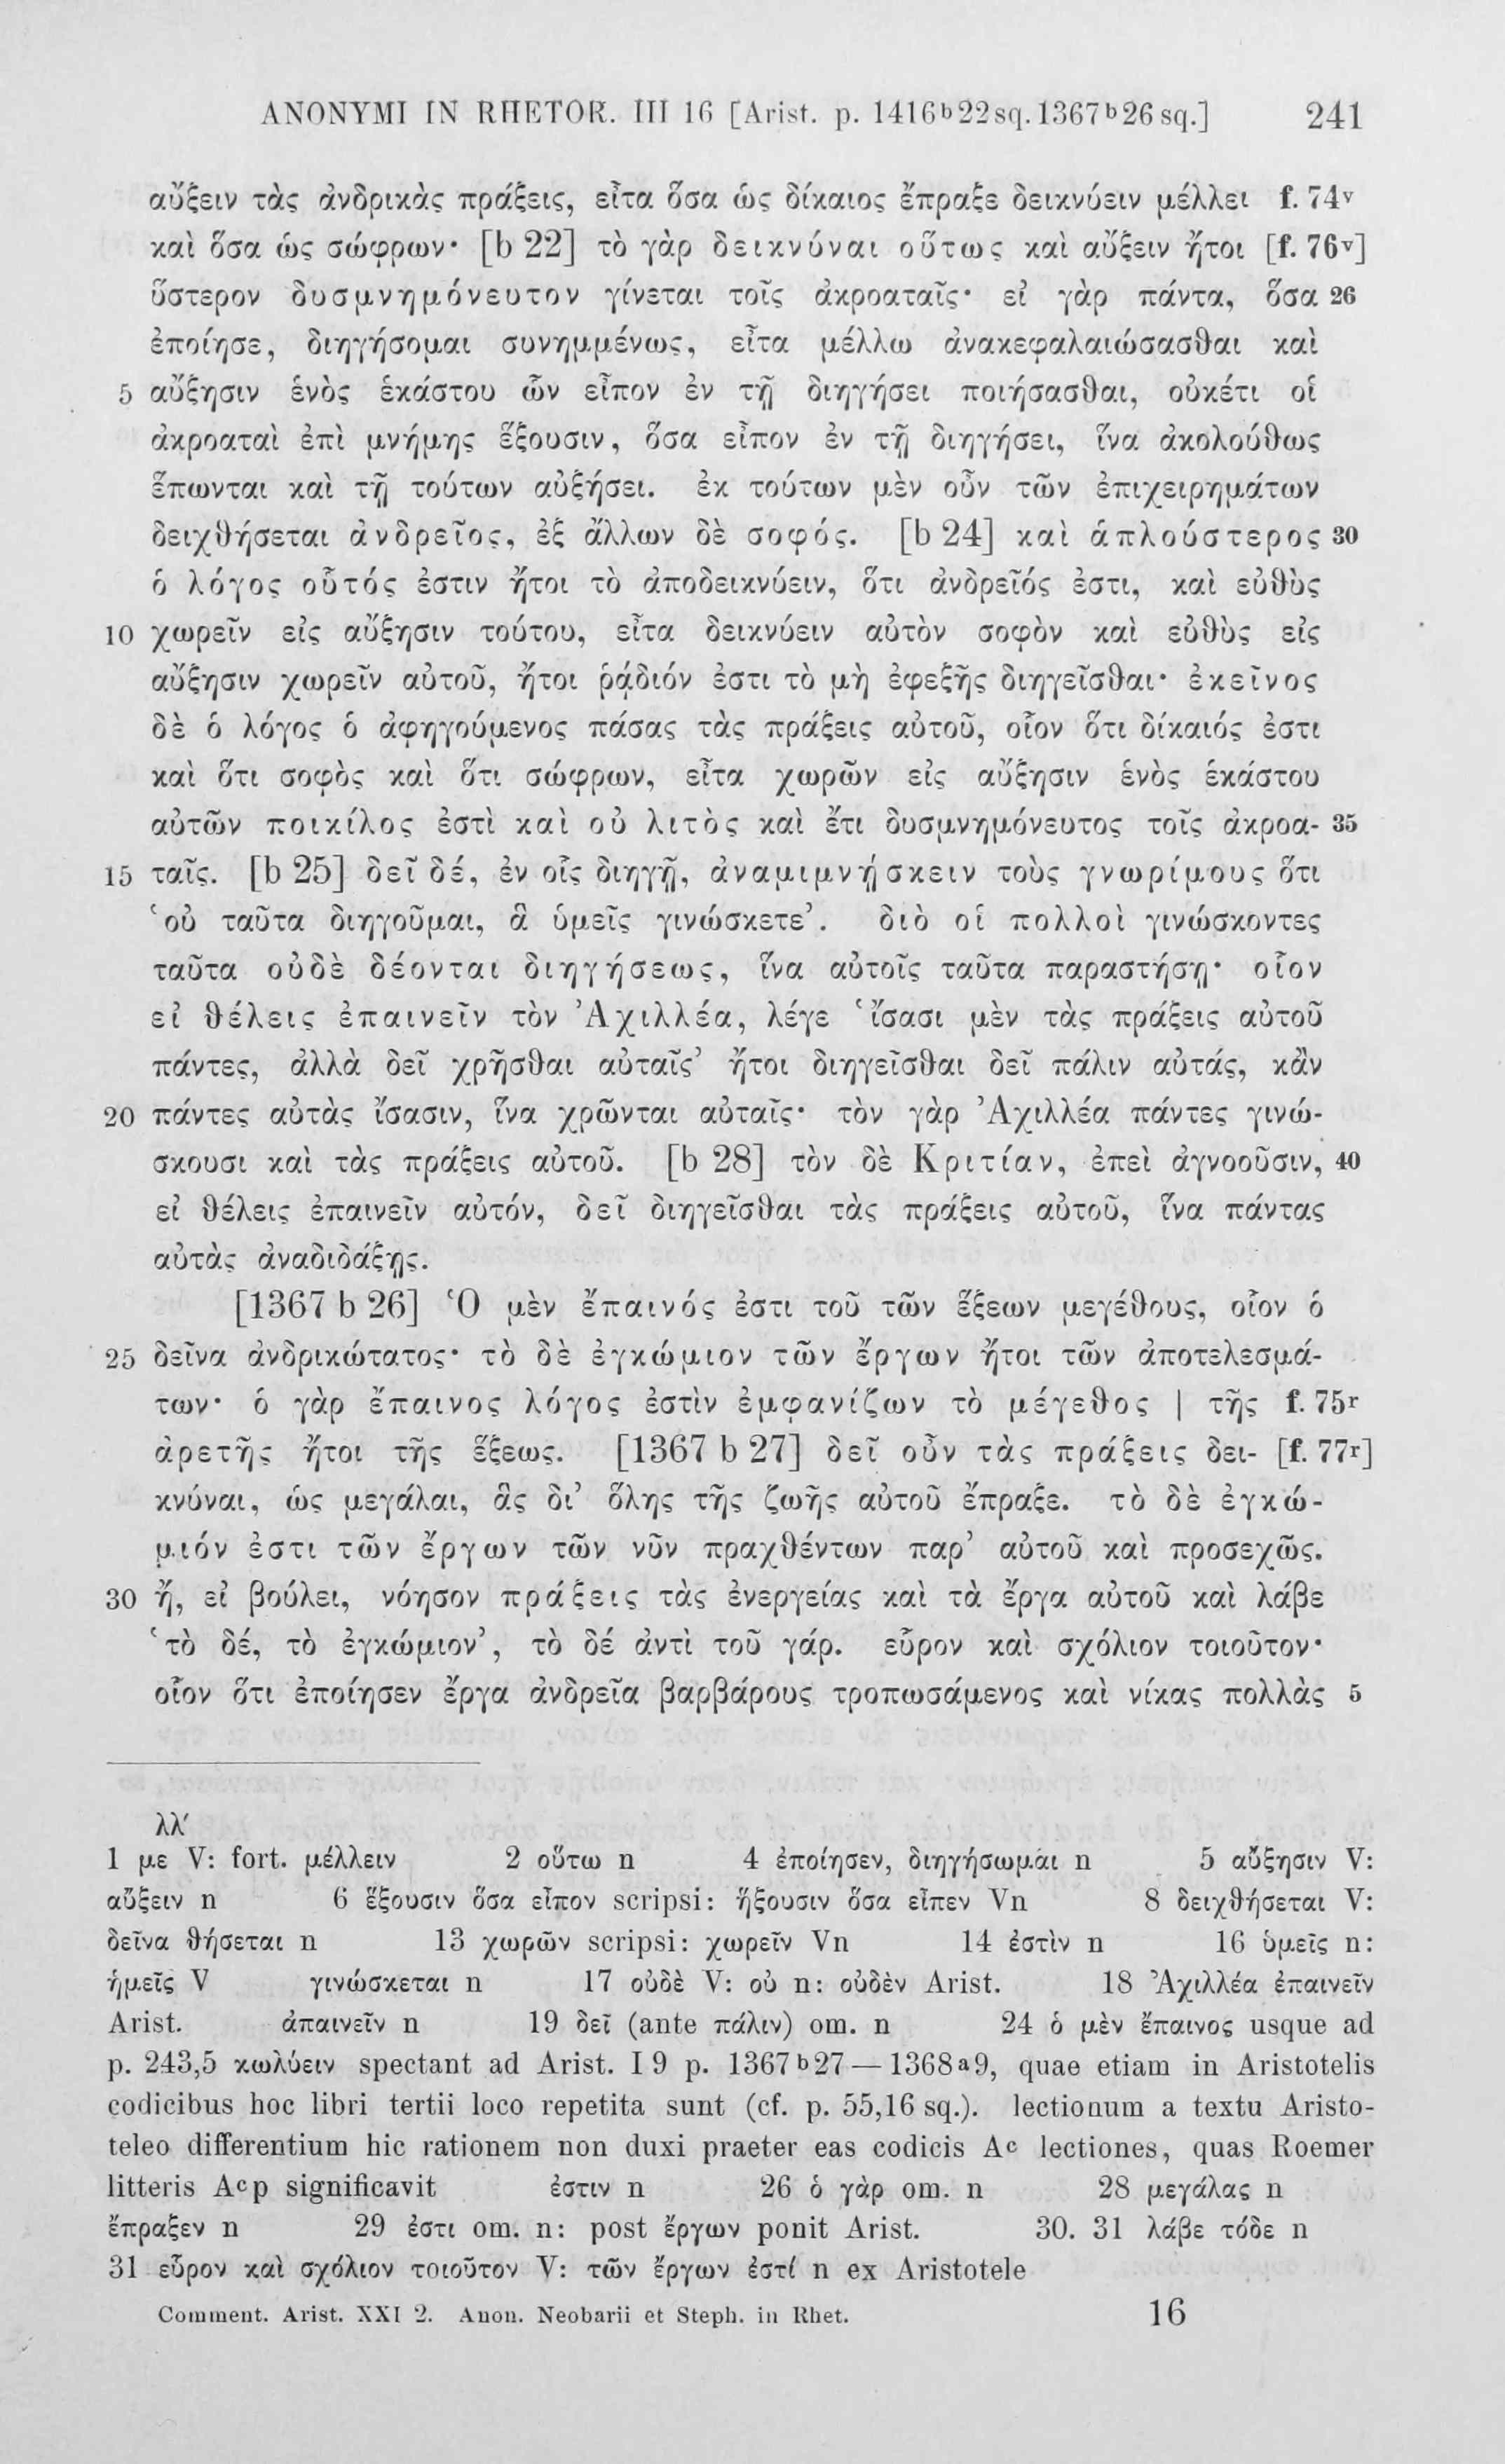 ANONYMI IN RHETOR. III 16 [Arist. p. 1416ᵇ22sq. 1367ᵇ26 sq.] 241
αὔξειν τὰς ἀνδρικὰς πράξεις, εἶτα ὅσα ὡς δίκαιος ἔπραξε δεικνύειν μέλλει f. 74ᵛ
καὶ ὅσα ὡς σώφρων· [b 22] τὸ γὰρ δεικνύναι οὕτως καὶ αὔξειν ἤτοι [f. 76ᵛ]
ὕστερον δυσμνημόνευτον γίνεται τοῖς ἀκροαταῖς· εἰ γὰρ πάντα, ὅσα 26
ἐποίησε, διηγήσομαι συνημμένως, εἶτα μέλλω ἀνακεφαλαιώσασθαι καὶ
5 αὔξησιν ἑνὸς ἑκάστου ὧν εἶπον ἐν τῇ διηγήσει ποιήσασθαι, οὐκέτι οἱ
ἀκροαταὶ ἐπὶ μνήμης ἕξουσιν, ὅσα εἶπον ἐν τῇ διηγήσει, ἵνα ἀκολούθως
ἕπωνται καὶ τῇ τούτων αὐξήσει. ἐκ τούτων μὲν οὖν τῶν ἐπιχειρημάτων
δειχθήσεται ἀνδρεῖος, ἐξ ἄλλων δὲ σοφός. [b 24] καὶ ἁπλούστερος 30
ὁ λόγος οὗτός ἐστιν ἤτοι τὸ ἀποδεικνύειν, ὅτι ἀνδρεῖός ἐστι, καὶ εὐθὺς
10 χωρεῖν εἰς αὔξησιν τούτου, εἶτα δεικνύειν αὐτὸν σοφὸν καὶ εὐθὺς εἰς
αὔξησιν χωρεῖν αὐτοῦ, ἤτοι ῥᾴδιόν ἐστι τὸ μὴ ἐφεξῆς διηγεῖσθαι· ἐκεῖνος
δὲ ὁ λόγος ὁ ἀφηγούμενος πάσας τὰς πράξεις αὐτοῦ, οἷον ὅτι δίκαιός ἐστι
καὶ ὅτι σοφὸς καὶ ὅτι σώφρων, εἶτα χωρῶν εἰς αὔξησιν ἑνὸς ἑκάστου
αὐτῶν ποικίλος ἐστὶ καὶ οὐ λιτὸς καὶ ἔτι δυσμνημόνευτος τοῖς ἀκροα- 35
15 ταῖς. [b 25] δεῖ δέ, ἐν οἷς διηγῇ, ἀναμιμνῄσκειν τοὺς γνωρίμους ὅτι
‘οὐ ταῦτα διηγοῦμαι, ἃ ὑμεῖς γινώσκετε’. διὸ οἱ πολλοὶ γινώσκοντες
ταῦτα οὐδὲ δέονται διηγήσεως, ἵνα αὐτοῖς ταῦτα παραστήσῃ· οἷον
εἰ θέλεις ἐπαινεῖν τὸν Ἀχιλλέα, λέγε ‘ἴσασι μὲν τὰς πράξεις αὐτοῦ
πάντες, ἀλλὰ δεῖ χρῆσθαι αὐταῖς’ ἤτοι διηγεῖσθαι δεῖ πάλιν αὐτάς, κἂν
20 πάντες αὐτὰς ἴσασιν, ἵνα χρῶνται αὐταῖς· τὸν γὰρ Ἀχιλλέα πάντες γινώ-
σκουσι καὶ τὰς πράξεις αὐτοῦ. [b 28] τὸν δὲ Κριτίαν, ἐπεὶ ἀγνοοῦσιν, 40
εἰ θέλεις ἐπαινεῖν αὐτόν, δεῖ διηγεῖσθαι τὰς πράξεις αὐτοῦ, ἵνα πάντας
αὐτὰς ἀναδιδάξῃς.
[1367 b 26] Ὁ μὲν ἔπαινός ἐστι τοῦ τῶν ἕξεων μεγέθους, οἷον ὁ
25 δεῖνα ἀνδρικώτατος· τὸ δὲ ἐγκώμιον τῶν ἔργων ἤτοι τῶν ἀποτελεσμά-
των· ὁ γὰρ ἔπαινος λόγος ἐστὶν ἐμφανίζων τὸ μέγεθος | τῆς f. 75ʳ
ἀρετῆς ἤτοι τῆς ἕξεως. [1367 b 27] δεῖ οὖν τὰς πράξεις δει- [f. 77ʳ]
κνύναι, ὡς μεγάλαι, ἃς δι’ ὅλης τῆς ζωῆς αὐτοῦ ἔπραξε. τὸ δὲ ἐγκώ-
μιόν ἐστι τῶν ἔργων τῶν νῦν πραχθέντων παρ’ αὐτοῦ καὶ προσεχῶς.
30 ἤ, εἰ βούλει, νόησον πράξεις τὰς ἐνεργείας καὶ τὰ ἔργα αὐτοῦ καὶ λάβε
‘τὸ δέ, τὸ ἐγκώμιον’, τὸ δέ ἀντὶ τοῦ γάρ. εὗρον καὶ σχόλιον τοιοῦτον·
οἷον ὅτι ἐποίησεν ἔργα ἀνδρεῖα βαρβάρους τροπωσάμενος καὶ νίκας πολλὰς 5
λλ′
1 με V: fort. μέλλειν 2 οὕτω n 4 ἐποίησεν, διηγήσωμαι n 5 αὔξησιν V:
αὔξειν n 6 ἕξουσιν ὅσα εἶπον scripsi: ἥξουσιν ὅσα εἶπεν Vn 8 δειχθήσεται V:
δεῖνα θήσεται n 13 χωρῶν scripsi: χωρεῖν Vn 14 ἐστὶν n 16 ὑμεῖς n:
ἡμεῖς V γινώσκεται n 17 οὐδὲ V: οὐ n: οὐδὲν Arist. 18 Ἀχιλλέα ἐπαινεῖν
Arist. ἀπαινεῖν n 19 δεῖ (ante πάλιν) om. n 24 ὁ μὲν ἔπαινος usque ad
p. 243,5 κωλύειν spectant ad Arist. I 9 p. 1367ᵇ27 — 1368ᵃ9, quae etiam in Aristotelis
codicibus hoc libri tertii loco repetita sunt (cf. p. 55,16 sq.). lectionum a textu Aristo-
teleo differentium hic rationem non duxi praeter eas codicis Aᶜ lectiones, quas Roemer
litteris Aᶜp significavit ἐστιν n 26 ὁ γὰρ om. n 28 μεγάλας n
ἔπραξεν n 29 ἐστι om. n: post ἔργων ponit Arist. 30. 31 λάβε τόδε n
31 εὗρον καὶ σχόλιον τοιοῦτον V: τῶν ἔργων ἐστί n ex Aristotele
Comment. Arist. XXI 2. Anon. Neobarii et Steph. in Rhet. 16